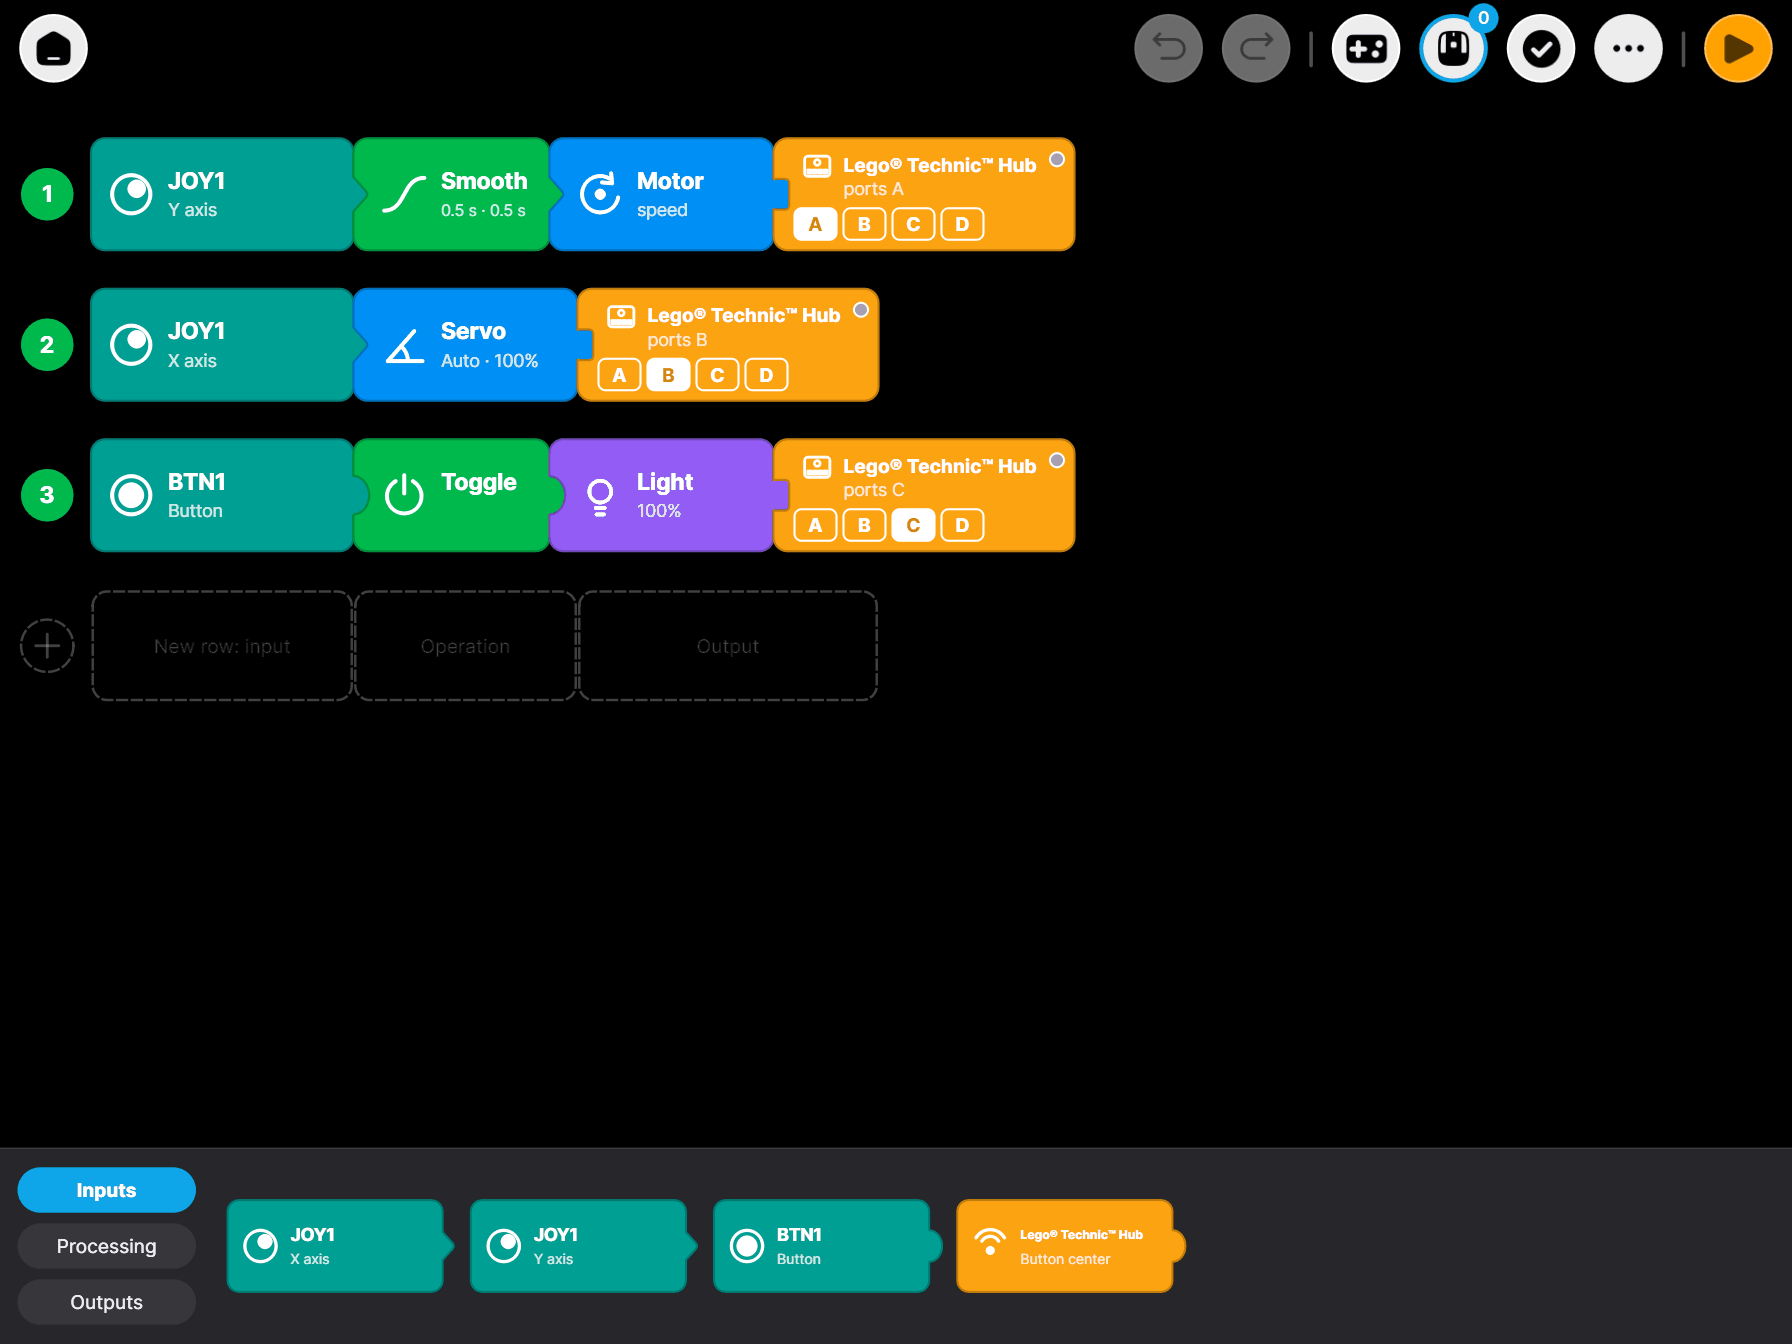 0
1
JOY1
Y axis
Smooth
0.5 s · 0.5 s
Motor
speed
Lego® Technic™ Hub
ports A
A B C D
2
JOY1
X axis
Servo
Auto · 100%
Lego® Technic™ Hub
ports B
A B C D
3
BTN1
Button
Toggle
Light
100%
Lego® Technic™ Hub
ports C
A B C D
New row: input
Operation
Output
Inputs
Processing
Outputs
JOY1
X axis
JOY1
Y axis
BTN1
Button
Lego® Technic™ Hub
Button center